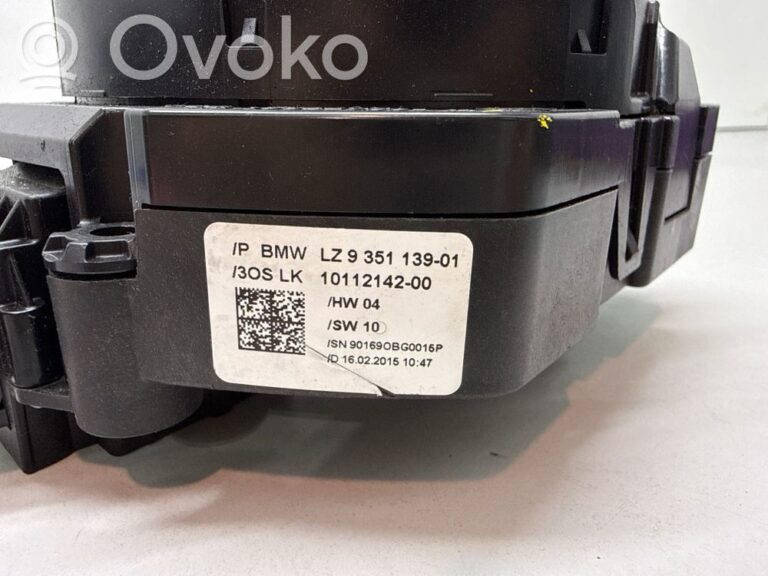 Ovoko
/P BMW LZ 9 351 139-01
/3OS LK 10112142-00
/HW 04
/SW 10
/SN 90169OBG0015P
/D 16.02.2015 10:47